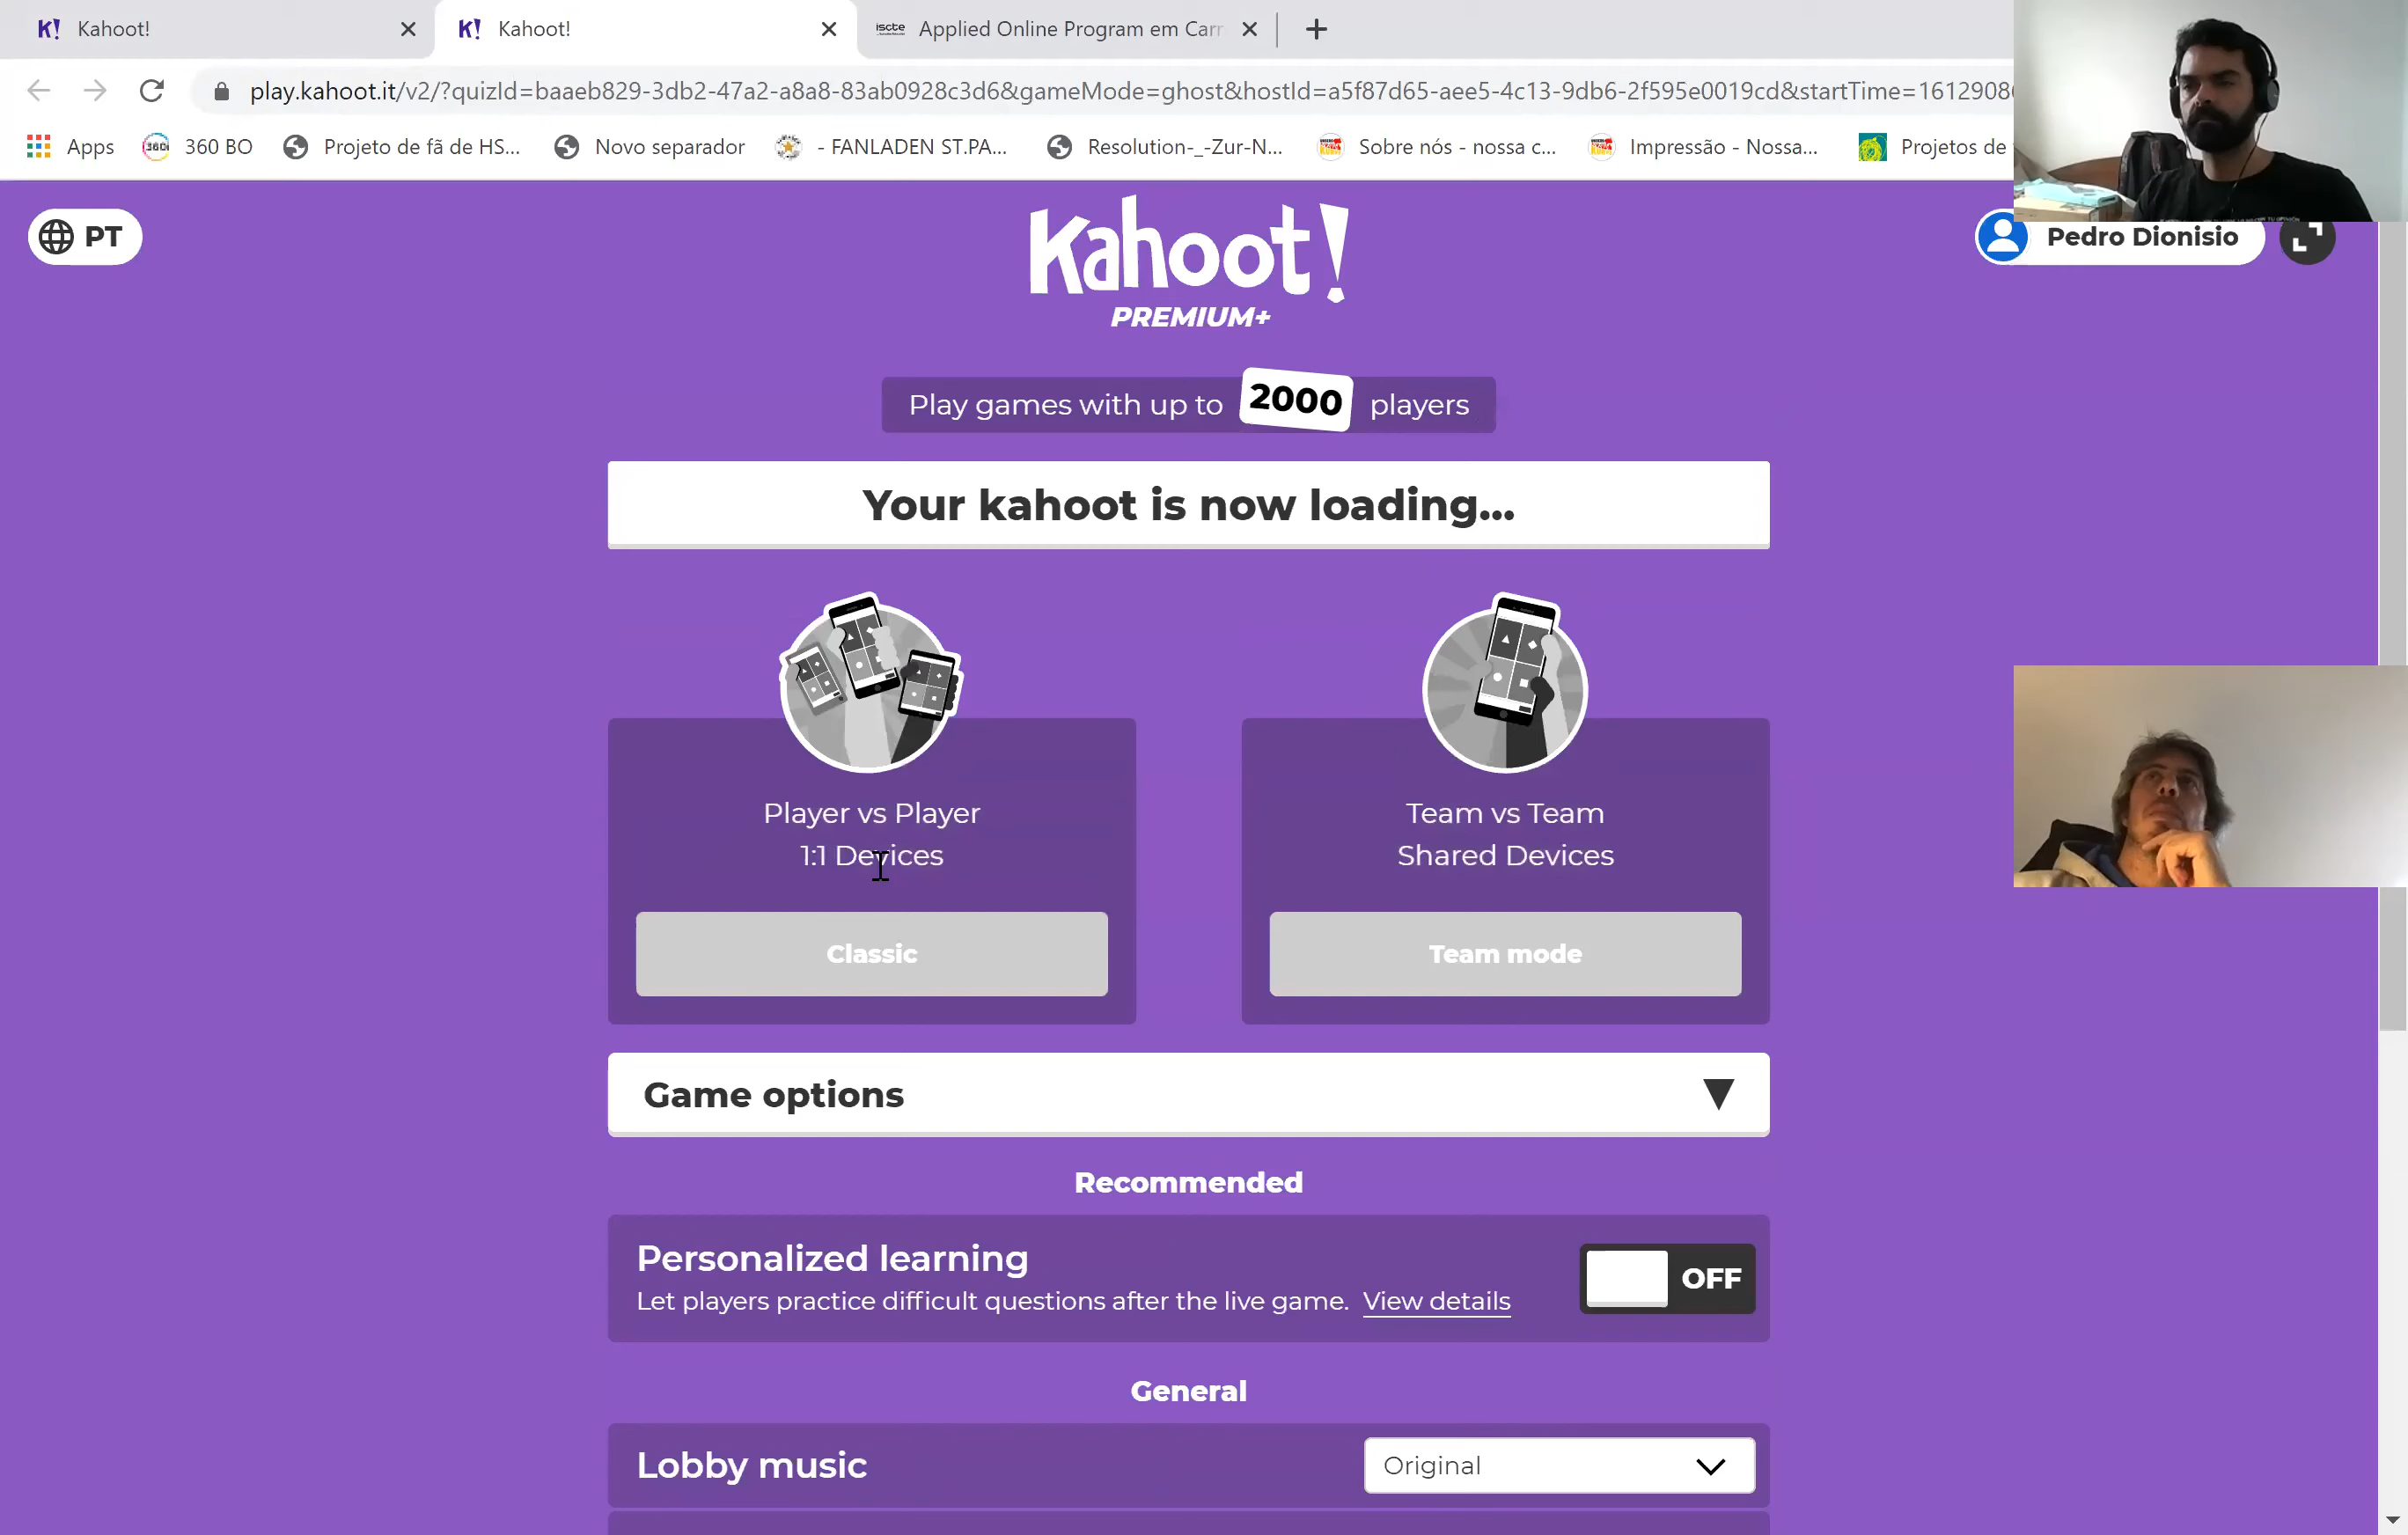 Kahoot!
Kahoot!
iscte
Applied Online Program em Carr
play.kahoot.it/v2/?quizId=baaeb829-3db2-47a2-a8a8-83ab0928c3d6&gameMode=ghost&hostId=a5f87d65-aee5-4c13-9db6-2f595e0019cd&startTime=16129086
Apps
360 BO
Projeto de fã de HS...
Novo separador
- FANLADEN ST.PA...
Resolution-_-Zur-N...
Sobre nós - nossa c...
Impressão - Nossa...
Projetos de
PT
Kahoot!
PREMIUM+
Pedro Dionisio
Play games with up to 2000 players
Your kahoot is now loading...
Player vs Player
1:1 Devices
Classic
Team vs Team
Shared Devices
Team mode
Game options
Recommended
Personalized learning
Let players practice difficult questions after the live game. View details
OFF
General
Lobby music
Original